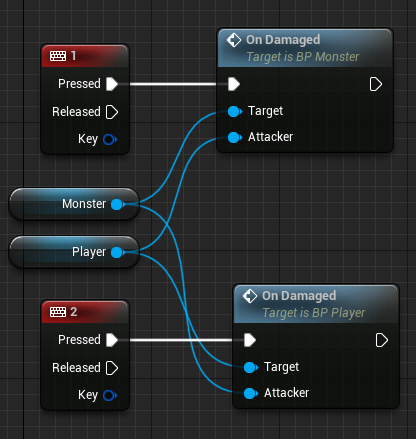 1
Pressed
Released
Key
On Damaged
Target is BP Monster
Target
Attacker
Monster
Player
2
Pressed
Released
Key
On Damaged
Target is BP Player
Target
Attacker